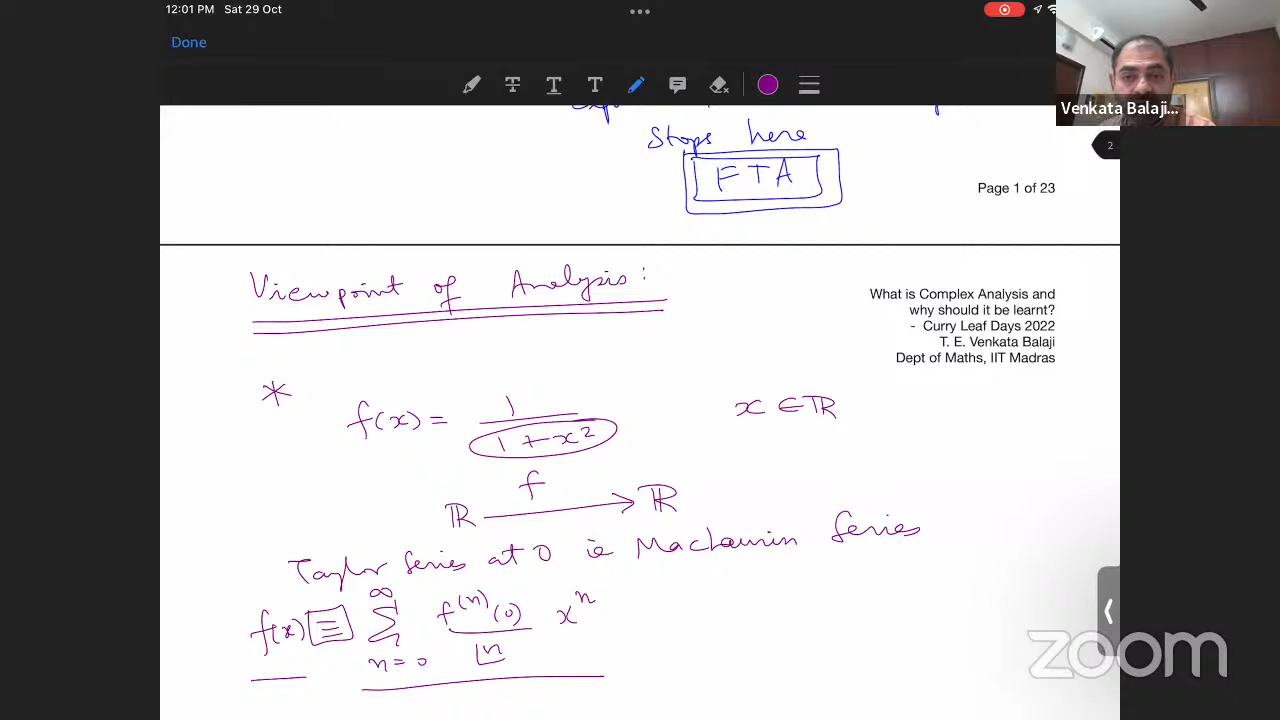 12:01 PM Sat 29 Oct
Done
Venkata Balaji...
Stops here
FTA
2
Page 1 of 23
Viewpoint of Analysis:
What is Complex Analysis and
why should it be learnt?
- Curry Leaf Days 2022
T. E. Venkata Balaji
Dept of Maths, IIT Madras
* f(x) = 1 / (1 + x²) x ∈ ℝ
ℝ —f→ ℝ
Taylor Series at 0 ie Maclaurin Series
f(x) ≡ ∑_{n=0}^{∞} f^{(n)}(0) / ⌊n x^n
zoom